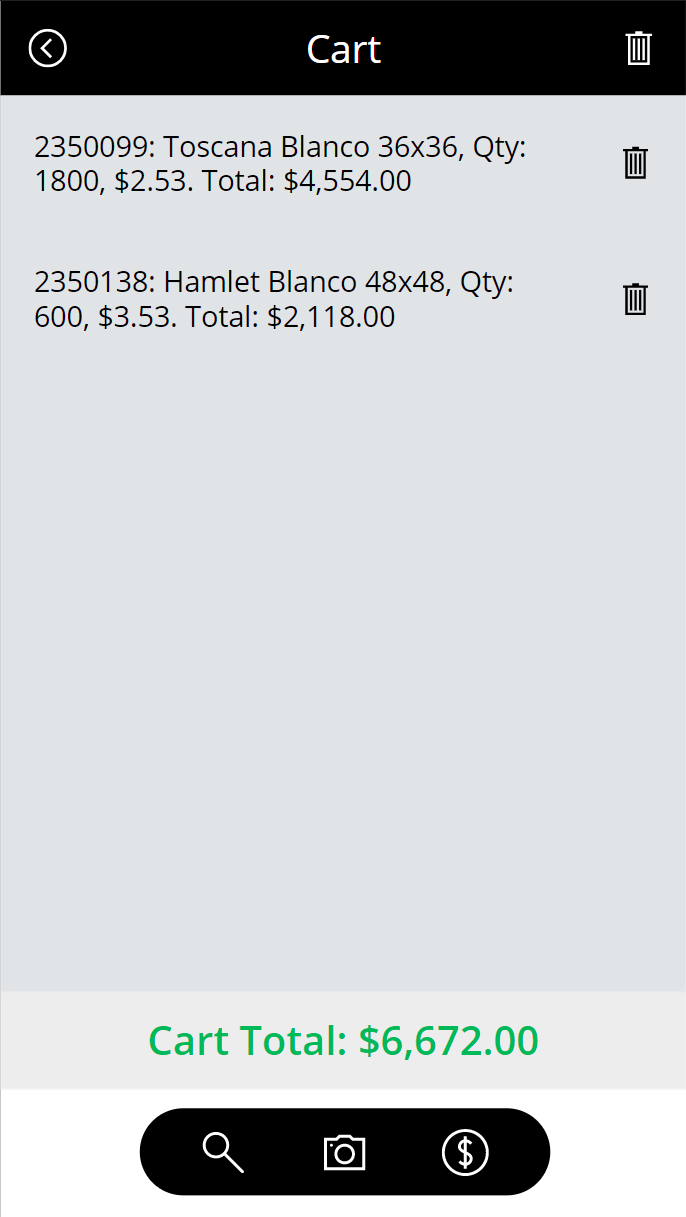 Cart
2350099: Toscana Blanco 36x36, Qty:
1800, $2.53. Total: $4,554.00
2350138: Hamlet Blanco 48x48, Qty:
600, $3.53. Total: $2,118.00
Cart Total: $6,672.00